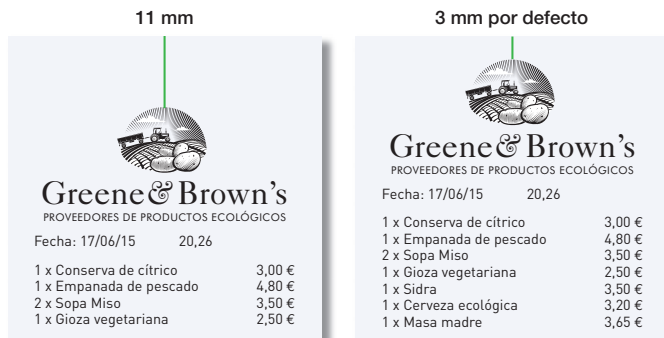 11 mm
Greene & Brown's
PROVEEDORES DE PRODUCTOS ECOLÓGICOS
Fecha: 17/06/15 20,26
1 x Conserva de cítrico 3,00 €
1 x Empanada de pescado 4,80 €
2 x Sopa Miso 3,50 €
1 x Gioza vegetariana 2,50 €
3 mm por defecto
Greene & Brown's
PROVEEDORES DE PRODUCTOS ECOLÓGICOS
Fecha: 17/06/15 20,26
1 x Conserva de cítrico 3,00 €
1 x Empanada de pescado 4,80 €
2 x Sopa Miso 3,50 €
1 x Gioza vegetariana 2,50 €
1 x Sidra 3,50 €
1 x Cerveza ecológica 3,20 €
1 x Masa madre 3,65 €